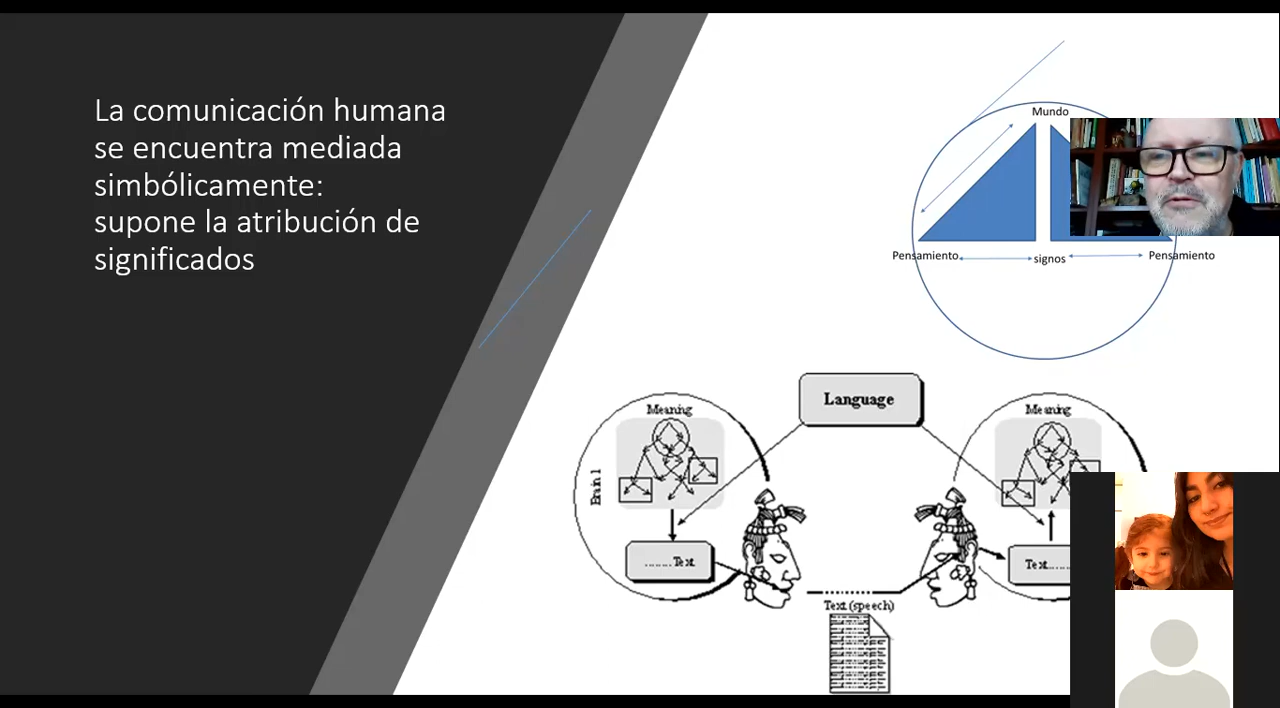 La comunicación humana
se encuentra mediada
simbólicamente:
supone la atribución de
significados
Mundo
Pensamiento
signos
Pensamiento
Language
Meaning
Meaning
Brain 1
........Text
Text.....
Text (speech)